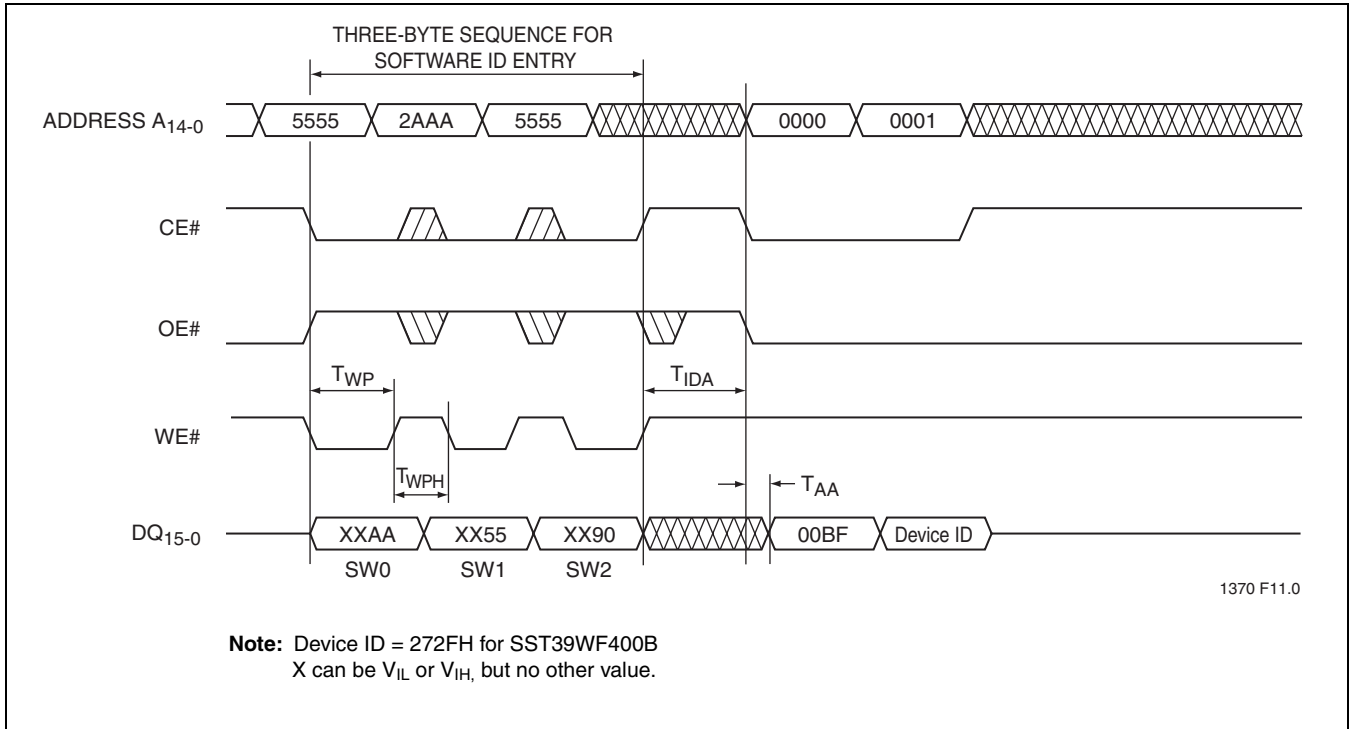 THREE-BYTE SEQUENCE FOR
SOFTWARE ID ENTRY
ADDRESS A14-0 5555 2AAA 5555 0000 0001
CE#
OE#
TWP TIDA
WE#
TWPH TAA
DQ15-0 XXAA XX55 XX90 00BF Device ID
SW0 SW1 SW2
1370 F11.0
Note: Device ID = 272FH for SST39WF400B
X can be VIL or VIH, but no other value.